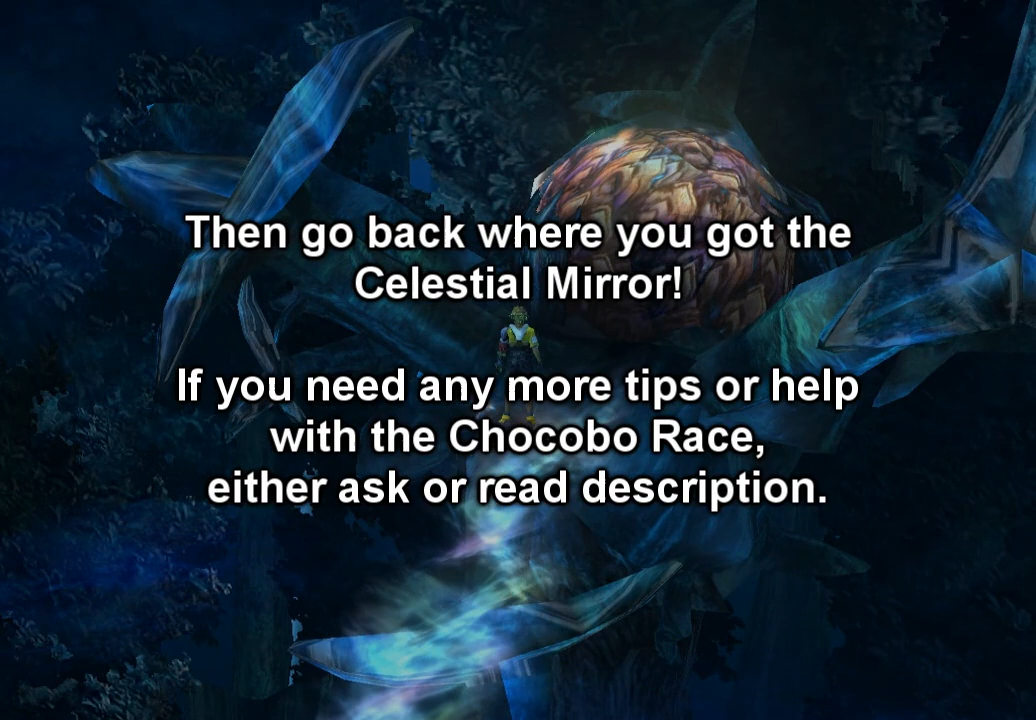 Then go back where you got the
Celestial Mirror!
If you need any more tips or help
with the Chocobo Race,
either ask or read description.